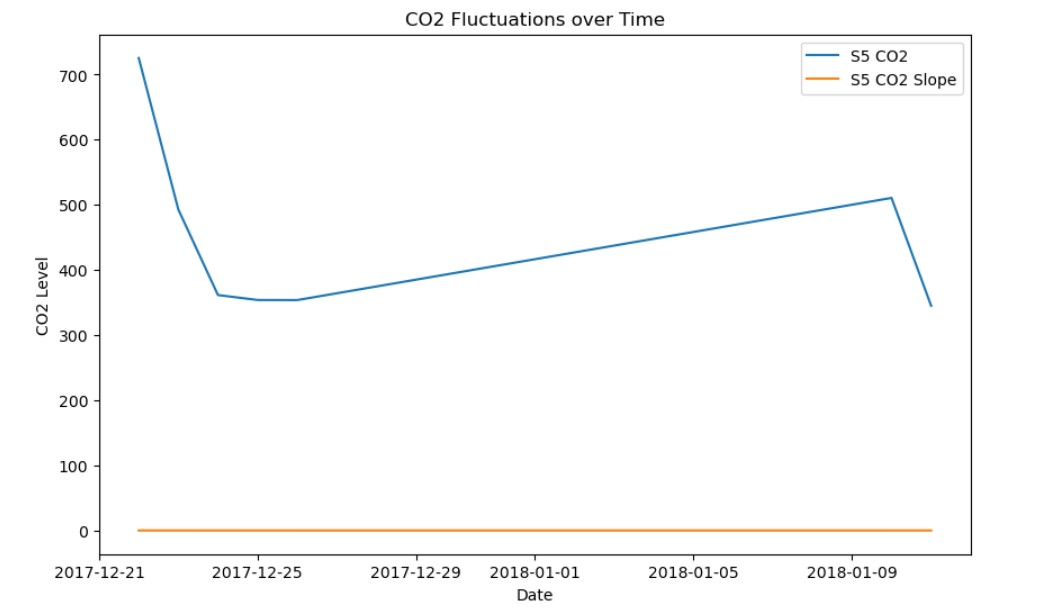 CO2 Fluctuations over Time
S5 CO2
S5 CO2 Slope
700
600
500
400
300
200
100
0
CO2 Level
2017-12-21 2017-12-25 2017-12-29 2018-01-01 2018-01-05 2018-01-09
Date